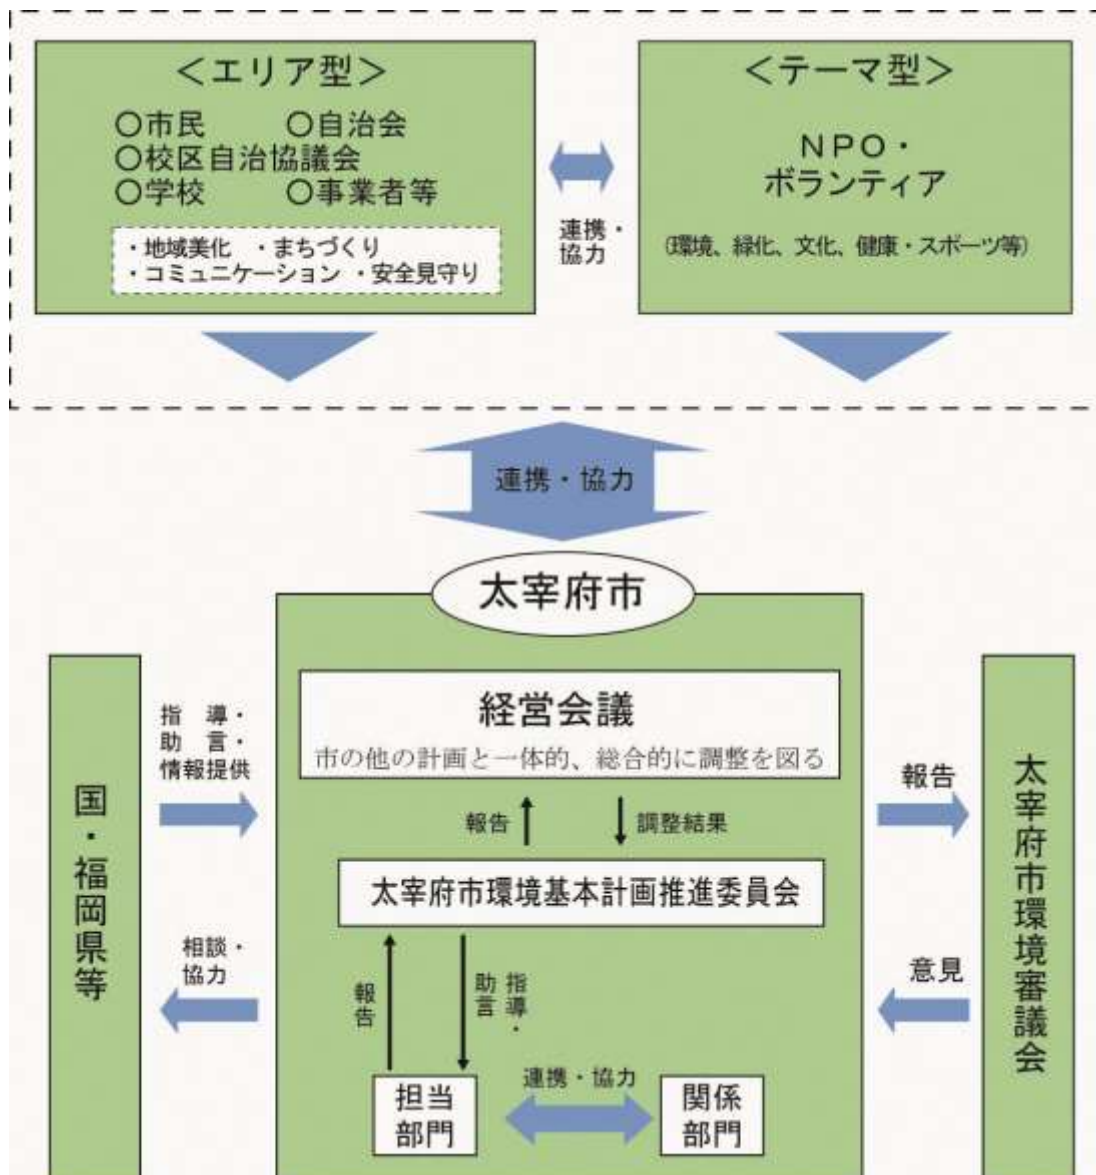 ＜エリア型＞
○市民　○自治会
○校区自治協議会
○学校　○事業者等
・地域美化　・まちづくり
・コミュニケーション　・安全見守り
連携・
協力
＜テーマ型＞
ＮＰＯ・
ボランティア
（環境、緑化、文化、健康・スポーツ等）
連携・協力
太宰府市
経営会議
市の他の計画と一体的、総合的に調整を図る
報告
調整結果
太宰府市環境基本計画推進委員会
報告
指導・
助言
担当
部門
連携・協力
関係
部門
国・福岡県等
指　導・
助　言・
情報提供
相談・
協力
報告
意見
太宰府市環境審議会